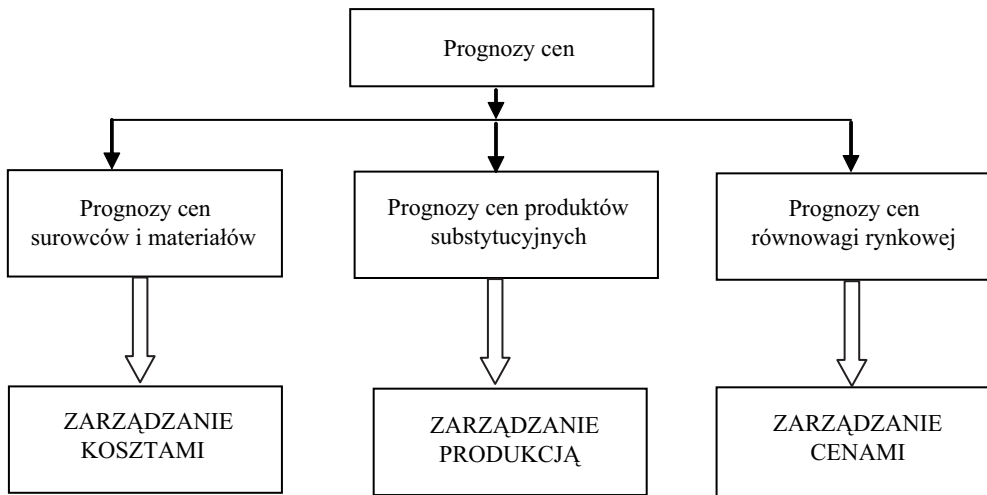 Prognozy cen
Prognozy cen
surowców i materiałów
Prognozy cen produktów
substytucyjnych
Prognozy cen
równowagi rynkowej
ZARZĄDZANIE
KOSZTAMI
ZARZĄDZANIE
PRODUKCJĄ
ZARZĄDZANIE
CENAMI